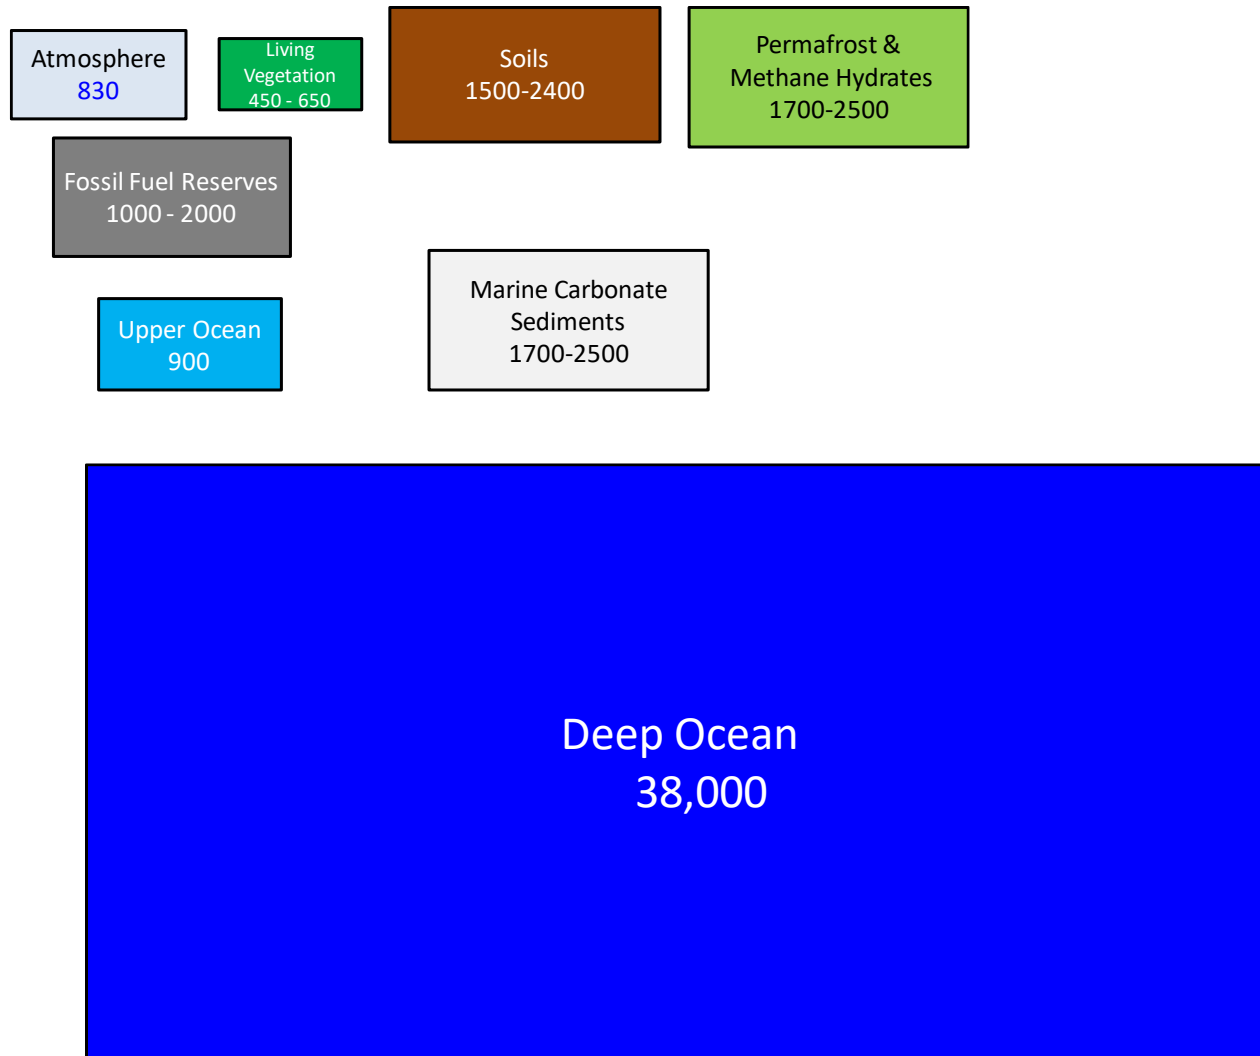 Atmosphere
830
Living
Vegetation
450 - 650
Soils
1500-2400
Permafrost &
Methane Hydrates
1700-2500
Fossil Fuel Reserves
1000 - 2000
Marine Carbonate
Sediments
1700-2500
Upper Ocean
900
Deep Ocean
38,000